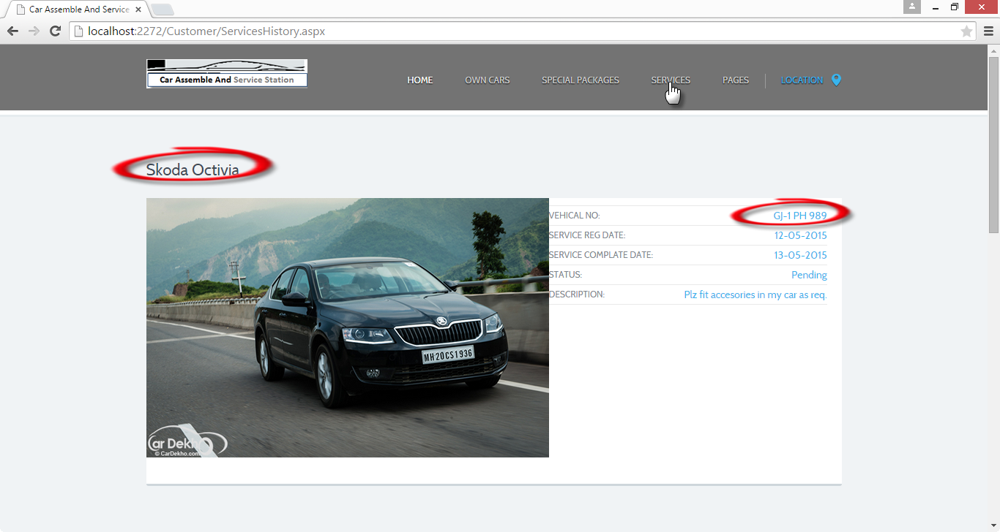 Car Assemble And Service
localhost:2272/Customer/ServicesHistory.aspx
Car Assemble And Service Station
HOME
OWN CARS
SPECIAL PACKAGES
SERVICES
PAGES
LOCATION
Skoda Octivia
VEHICAL NO: GJ-1 PH 989
SERVICE REG DATE: 12-05-2015
SERVICE COMPLATE DATE: 13-05-2015
STATUS: Pending
DESCRIPTION: Plz fit accesories in my car as req.
MH20CS1936
Car Dekho
© CarDekho.com